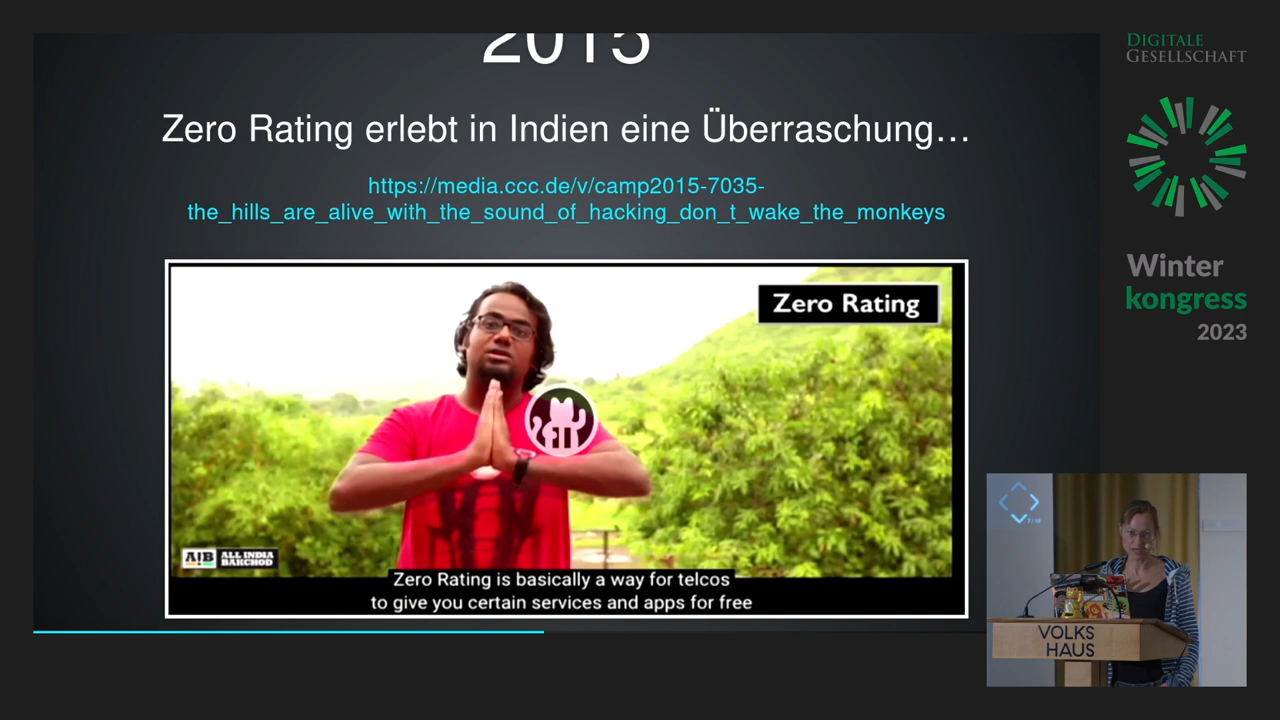 2015
Zero Rating erlebt in Indien eine Überraschung…
https://media.ccc.de/v/camp2015-7035-
the_hills_are_alive_with_the_sound_of_hacking_don_t_wake_the_monkeys
Zero Rating
A!B ALL INDIA
BAKCHOD
Zero Rating is basically a way for telcos
to give you certain services and apps for free
DIGITALE
GESELLSCHAFT
Winter
kongress
2023
VOLKS
HAUS